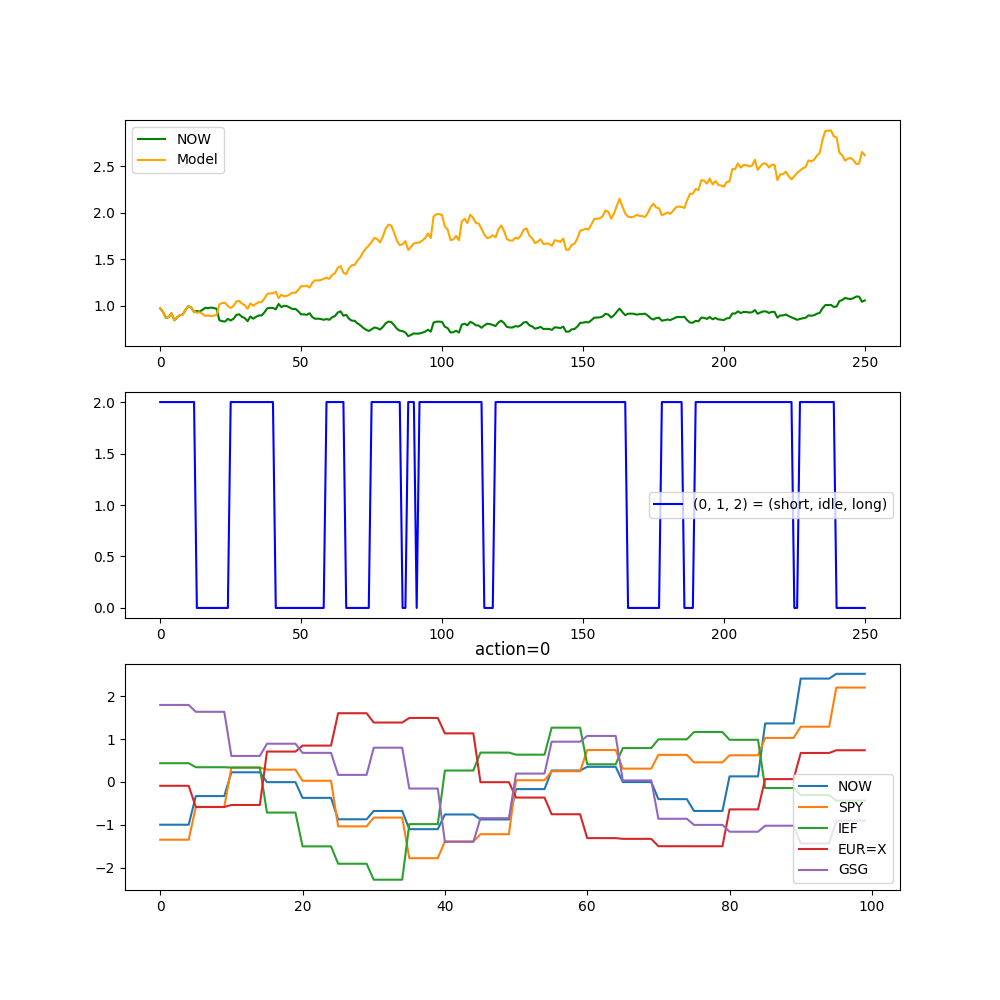 NOW
Model
2.5
2.0
1.5
1.0
0 50 100 150 200 250
2.0
1.5
1.0
0.5
0.0
(0, 1, 2) = (short, idle, long)
0 50 100 150 200 250
action=0
2
1
0
−1
−2
NOW
SPY
IEF
EUR=X
GSG
0 20 40 60 80 100